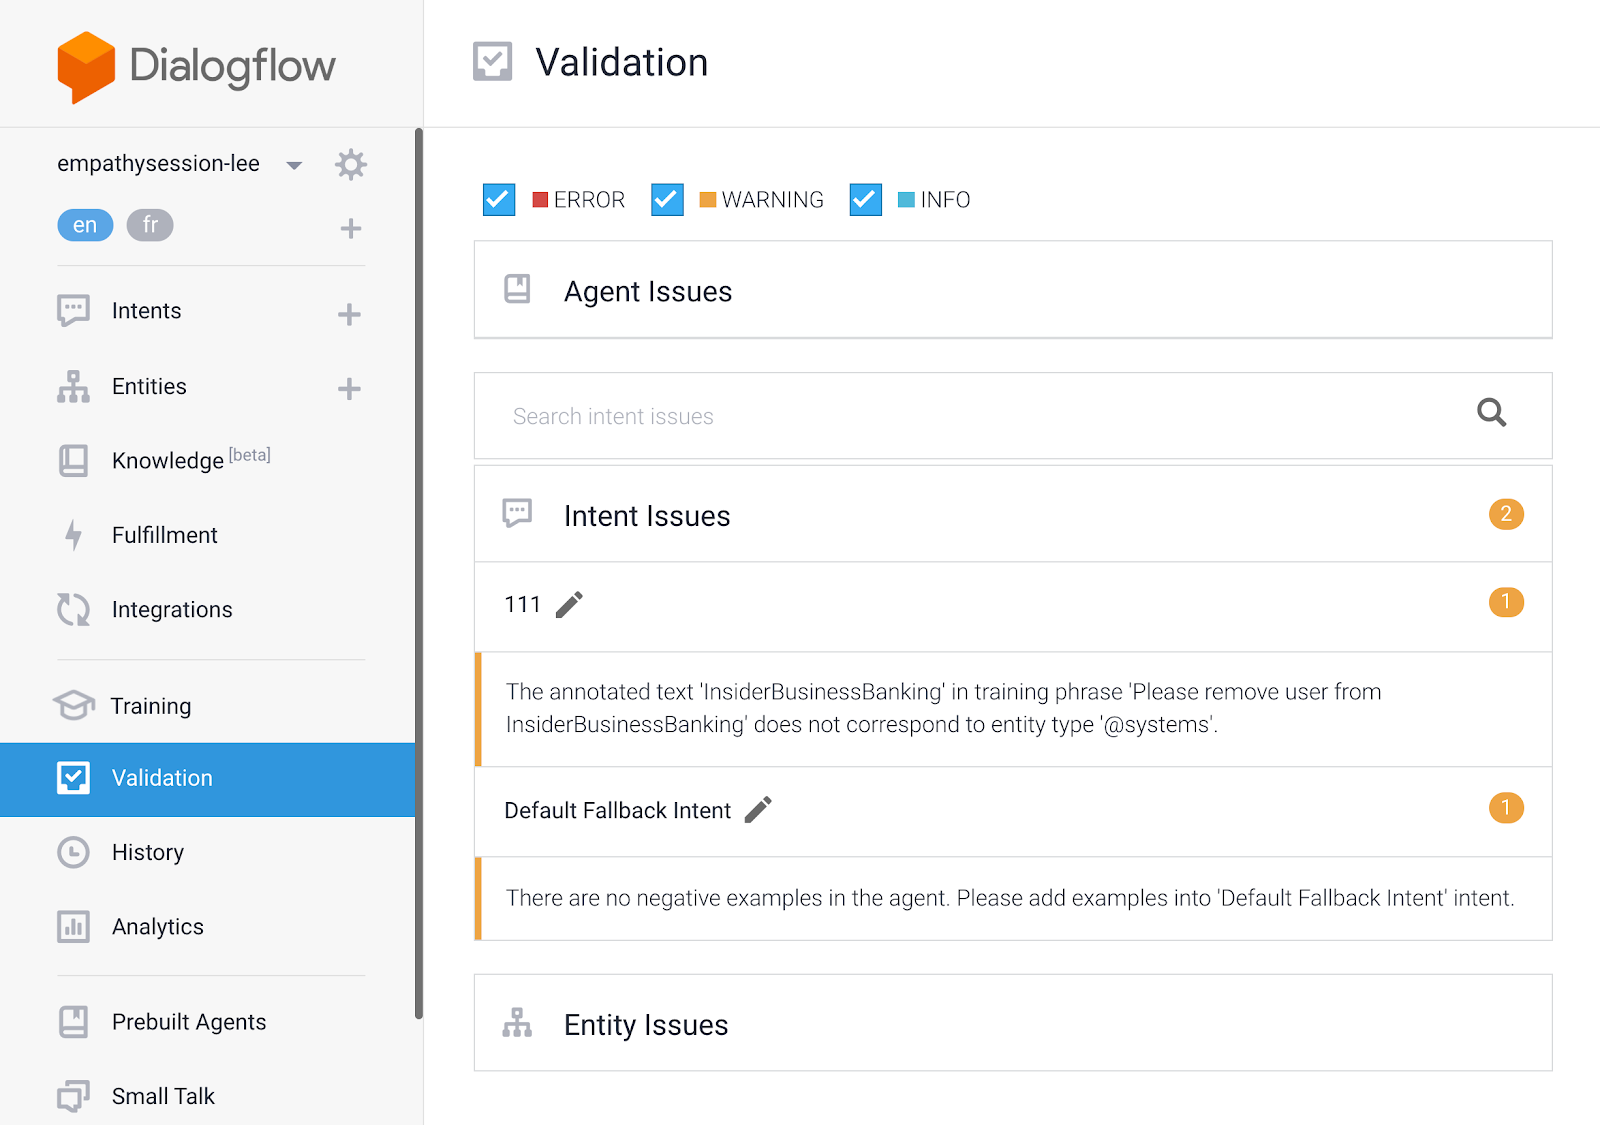 Dialogflow
Validation
empathysession-lee
en fr
Intents
Entities
Knowledge [beta]
Fulfillment
Integrations
Training
Validation
History
Analytics
Prebuilt Agents
Small Talk
ERROR WARNING INFO
Agent Issues
Search intent issues
Intent Issues 2
111 1
The annotated text 'InsiderBusinessBanking' in training phrase 'Please remove user from
InsiderBusinessBanking' does not correspond to entity type '@systems'.
Default Fallback Intent 1
There are no negative examples in the agent. Please add examples into 'Default Fallback Intent' intent.
Entity Issues